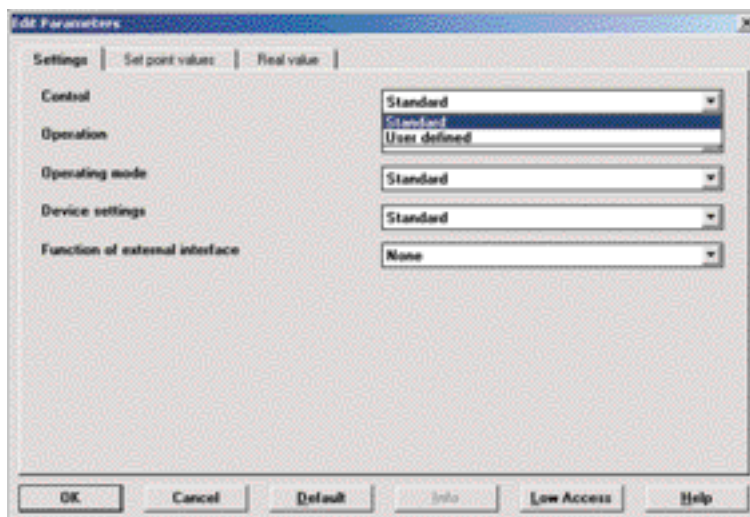 Edit Parameters
Settings Set point values Real value
Control Standard
Standard
Operation User defined
Operating mode Standard
Device settings Standard
Function of external interface None
OK Cancel Default Info Low Access Help